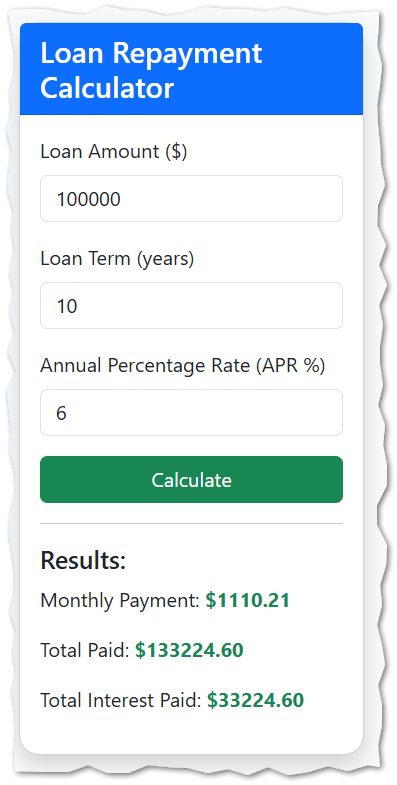 Loan Repayment
Calculator
Loan Amount ($)
100000
Loan Term (years)
10
Annual Percentage Rate (APR %)
6
Calculate
Results:
Monthly Payment: $1110.21
Total Paid: $133224.60
Total Interest Paid: $33224.60